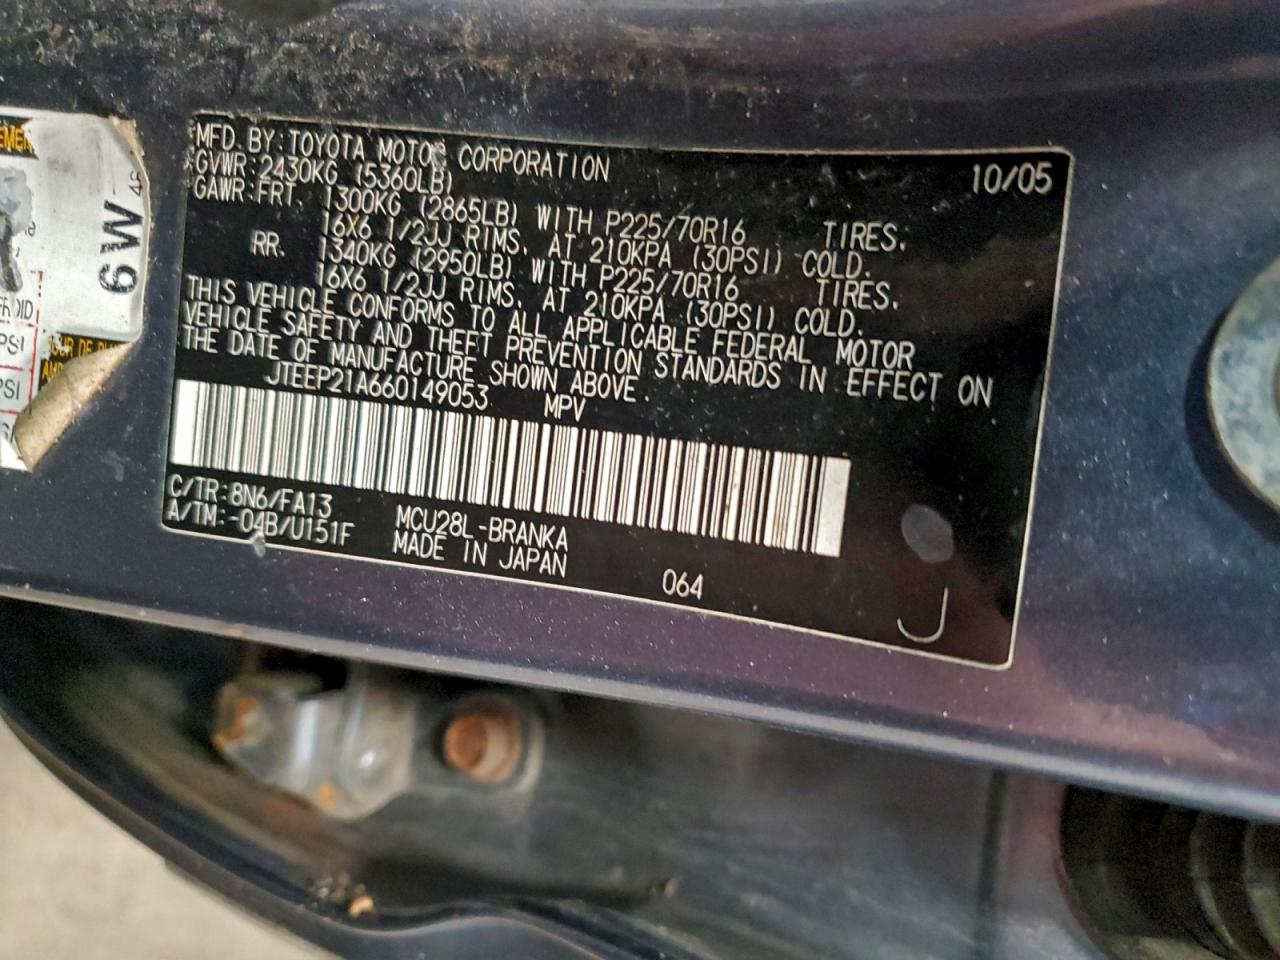 MFD. BY: TOYOTA MOTOR CORPORATION 10/05
GVWR: 2430KG (5360LB)
GAWR: FRT. 1300KG (2865LB) WITH P225/70R16 TIRES.
16X6 1/2JJ RIMS. AT 210KPA (30PSI) COLD.
RR. 1340KG (2950LB) WITH P225/70R16 TIRES.
16X6 1/2JJ RIMS. AT 210KPA (30PSI) COLD.
THIS VEHICLE CONFORMS TO ALL APPLICABLE FEDERAL MOTOR
VEHICLE SAFETY AND THEFT PREVENTION STANDARDS IN EFFECT ON
THE DATE OF MANUFACTURE SHOWN ABOVE.
JTEEP21A660149053 MPV
C/TR: 8N6/FA13 MCU28L-BRANKA
A/TM: -04B/U151F MADE IN JAPAN
064
J
6W
PSI
PSI